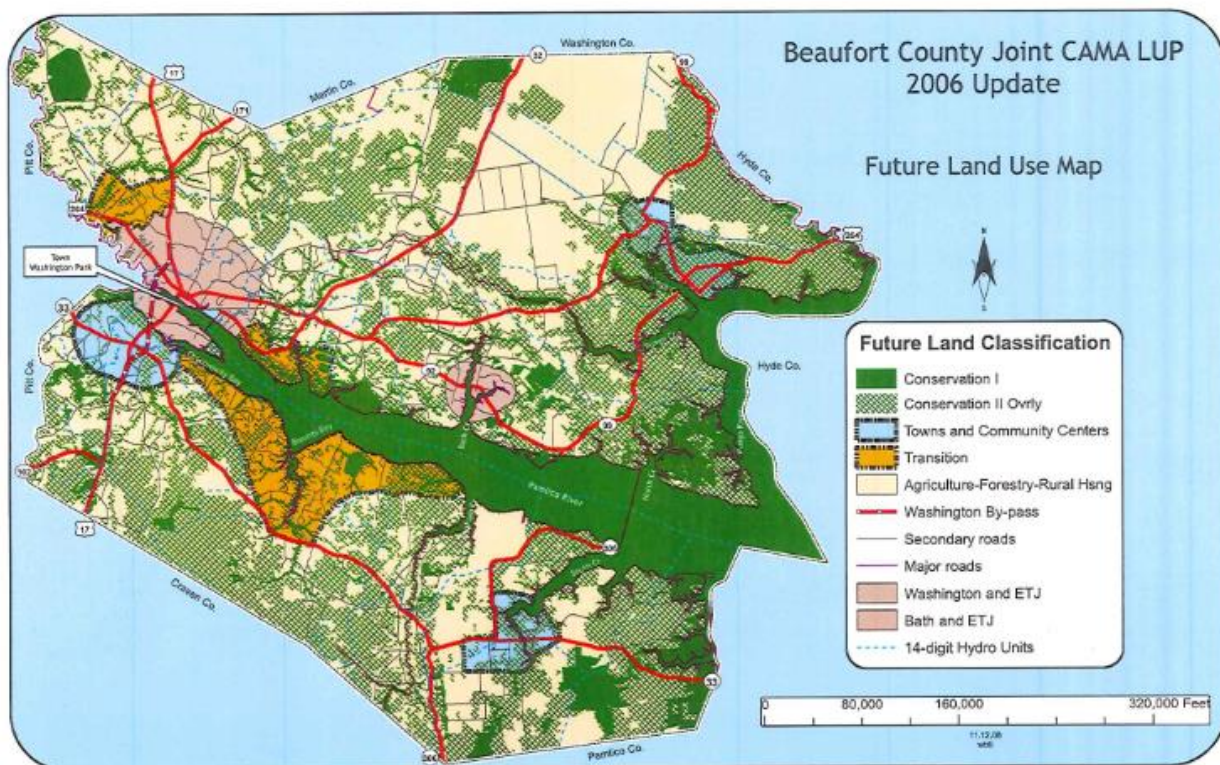 Beaufort County Joint CAMA LUP
2006 Update
Future Land Use Map
Washington Co.
Martin Co.
Pitt Co.
Hyde Co.
Town
Washington Park
Pitt Co.
Hyde Co.
Pamlico River
Craven Co.
Pamlico Co.
17
171
32
99
264
264
33
92
99
306
17
33
N
S
Future Land Classification
Conservation I
Conservation II Ovrly
Towns and Community Centers
Transition
Agriculture-Forestry-Rural Hsng
Washington By-pass
Secondary roads
Major roads
Washington and ETJ
Bath and ETJ
14-digit Hydro Units
0 80,000 160,000 320,000 Feet
11.12.08